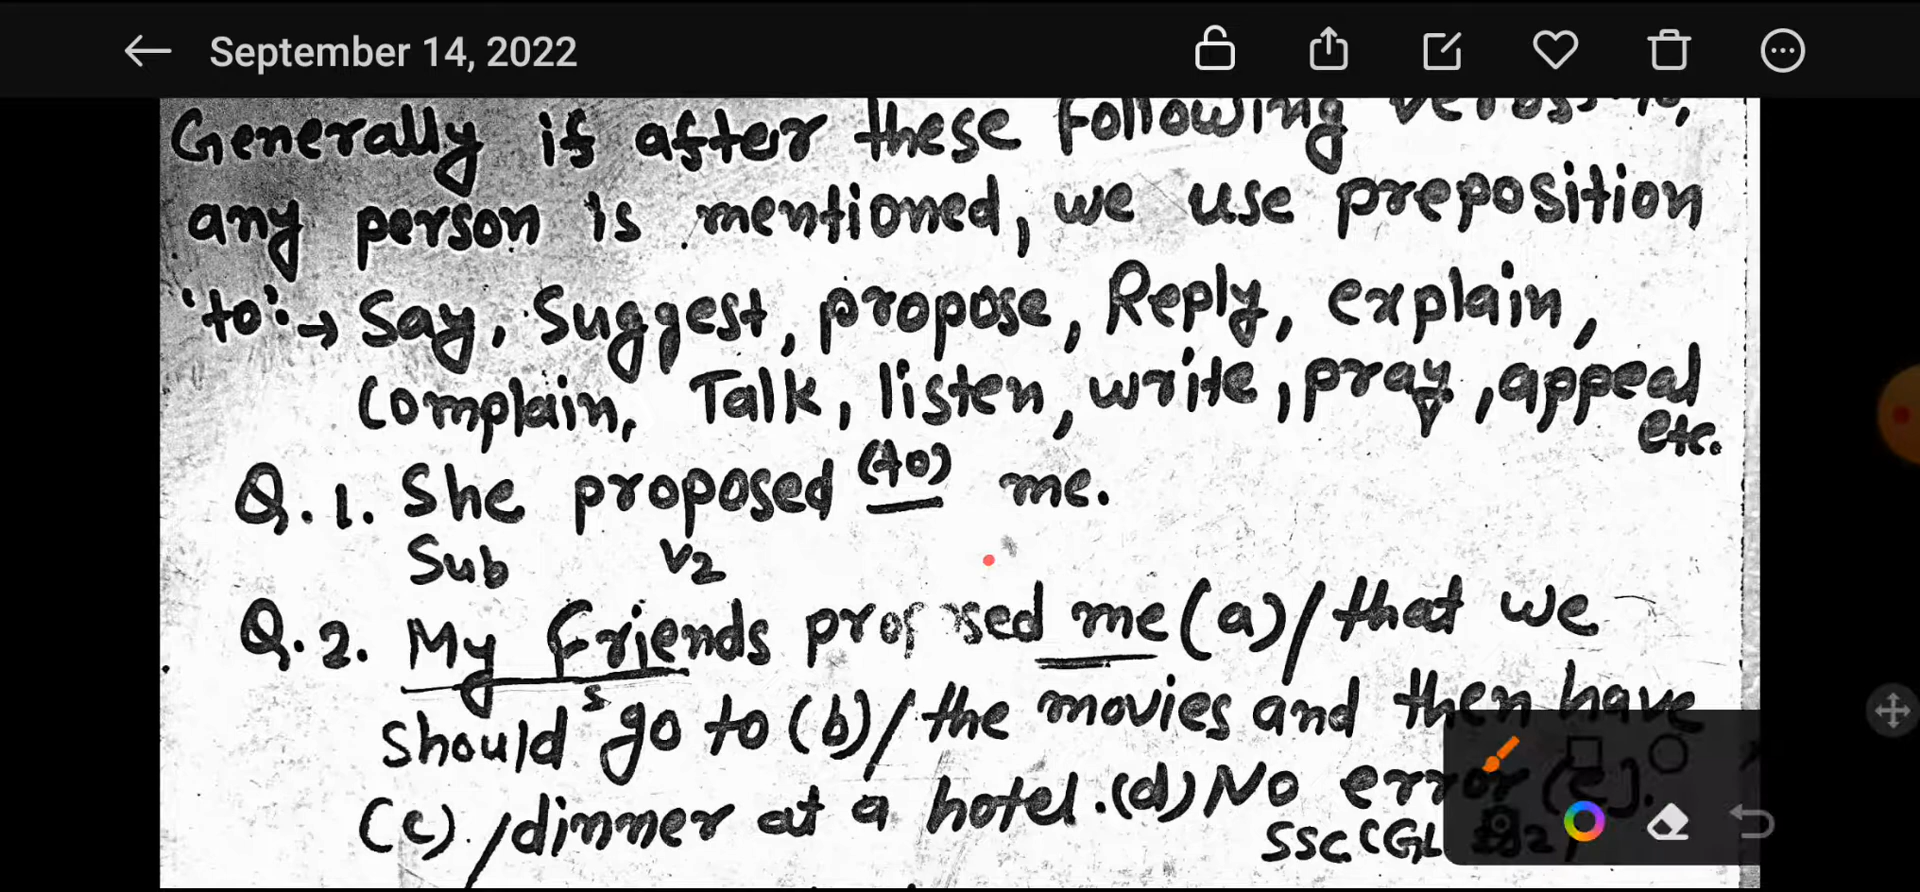 September 14, 2022
Generally if after these following
any person is mentioned, we use preposition
'to':→ Say, Suggest, propose, Reply, explain,
Complain, Talk, listen, write, pray, appeal
etc.
Q.1. She proposed (to) me.
Sub V2
Q.2. My friends proposed me (a)/ that we
s
should go to (b)/ the movies and then have
(c)./dinner at a hotel.(d) No error (e).
SSC CGL